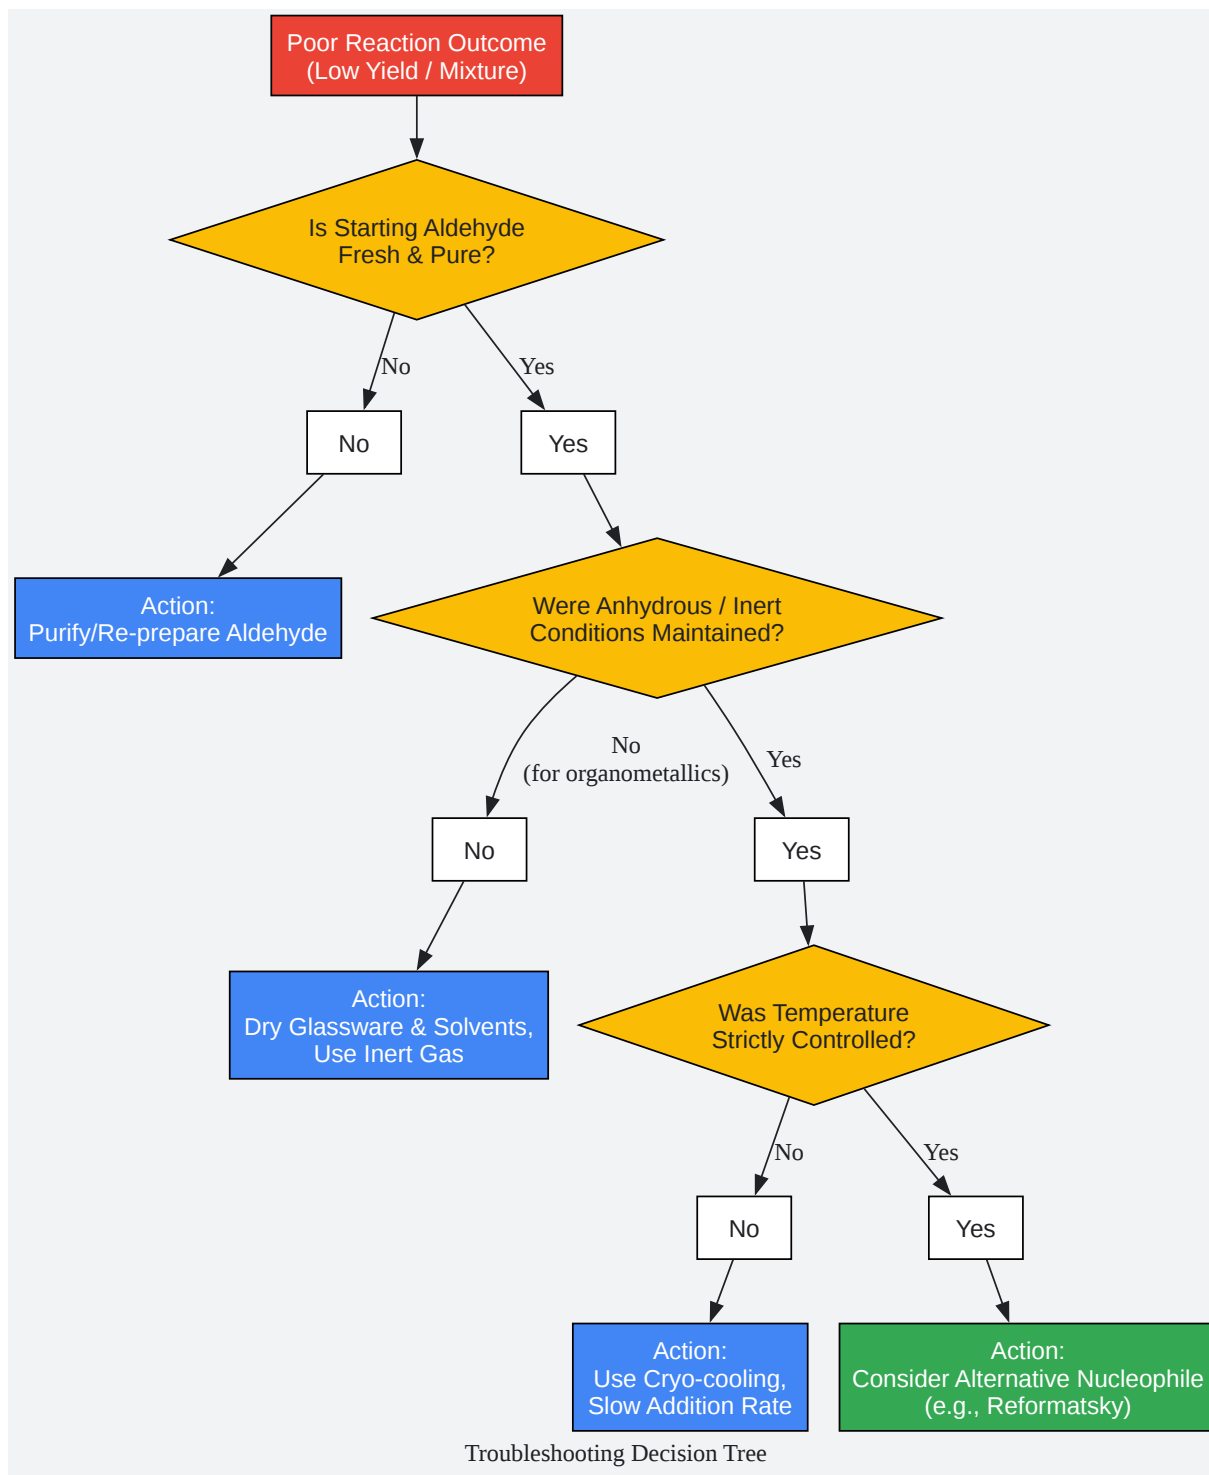 Poor Reaction Outcome
(Low Yield / Mixture)
Is Starting Aldehyde
Fresh & Pure?
No
Yes
No
Yes
Action:
Purify/Re-prepare Aldehyde
Were Anhydrous / Inert
Conditions Maintained?
No
(for organometallics)
Yes
No
Yes
Action:
Dry Glassware & Solvents,
Use Inert Gas
Was Temperature
Strictly Controlled?
No
Yes
No
Yes
Action:
Use Cryo-cooling,
Slow Addition Rate
Action:
Consider Alternative Nucleophile
(e.g., Reformatsky)
Troubleshooting Decision Tree